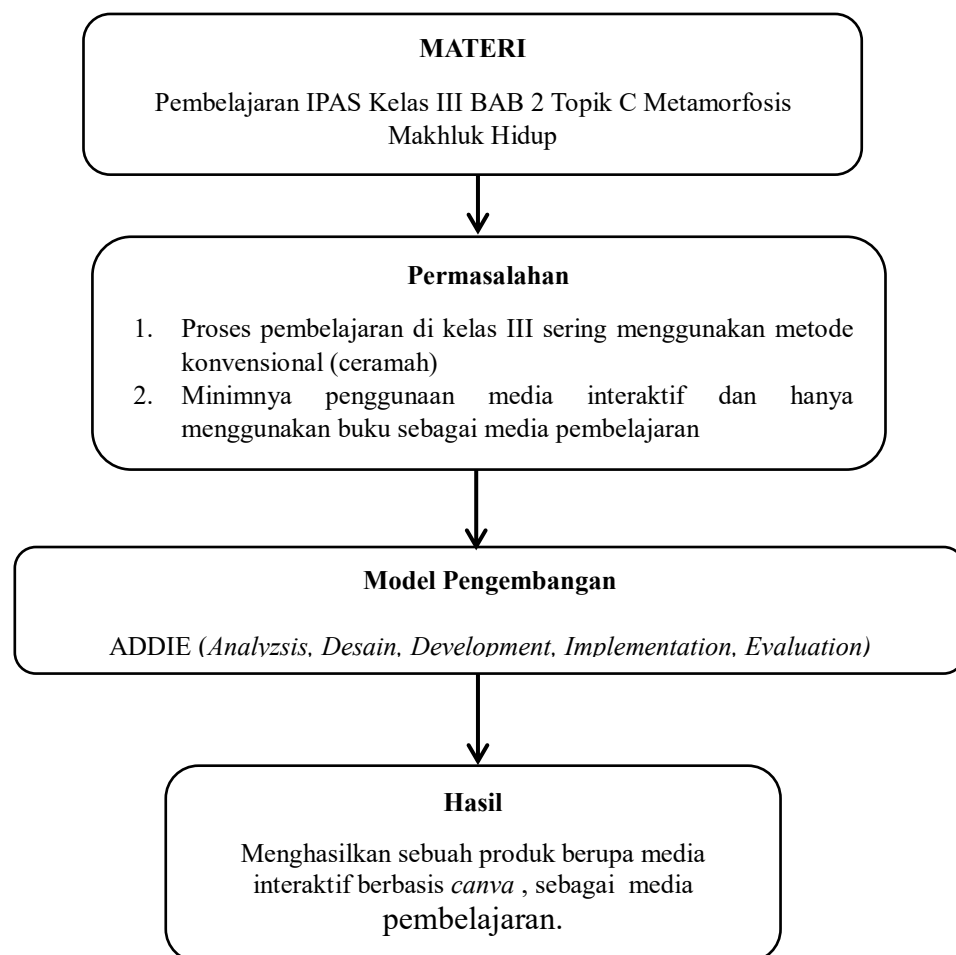 MATERI
Pembelajaran IPAS Kelas III BAB 2 Topik C Metamorfosis
Makhluk Hidup
Permasalahan
1. Proses pembelajaran di kelas III sering menggunakan metode
konvensional (ceramah)
2. Minimnya penggunaan media interaktif dan hanya
menggunakan buku sebagai media pembelajaran
Model Pengembangan
ADDIE (Analyzsis, Desain, Development, Implementation, Evaluation)
Hasil
Menghasilkan sebuah produk berupa media
interaktif berbasis canva , sebagai media
pembelajaran.